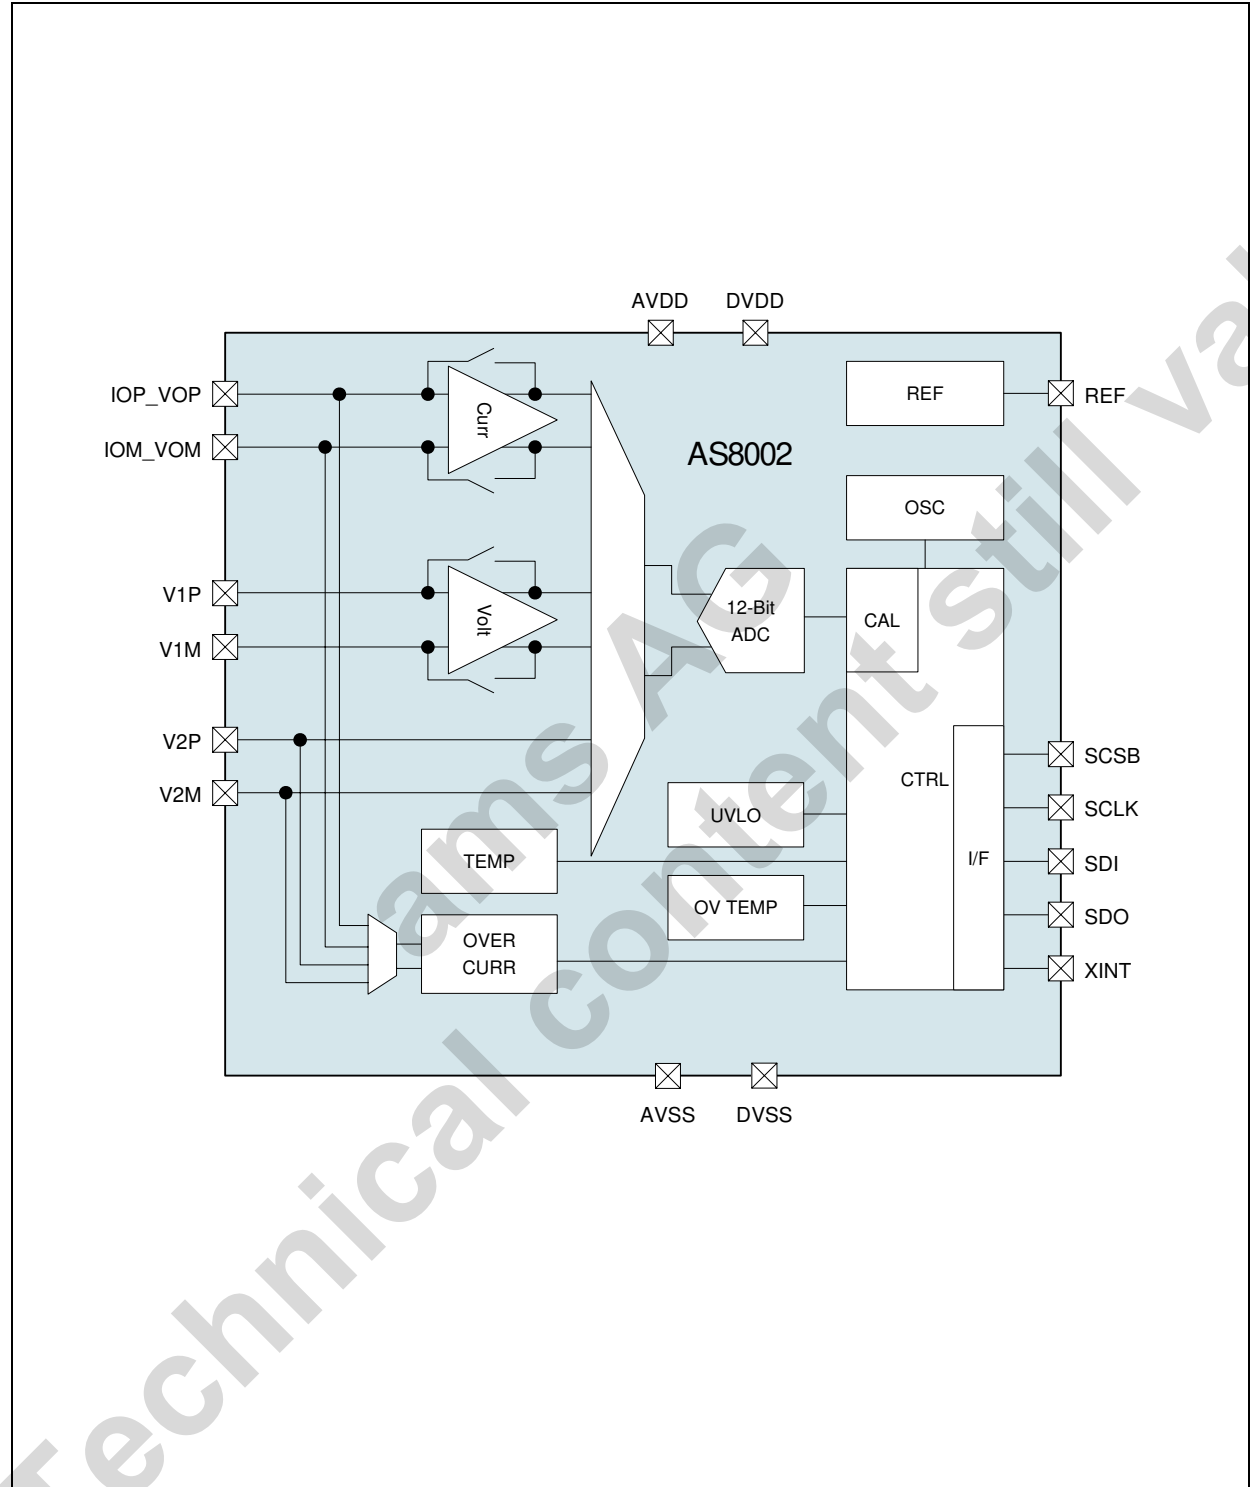 AVDD DVDD
IOP_VOP
IOM_VOM
Curr
REF
REF
AS8002
OSC
V1P
V1M
Volt
12-Bit
ADC
CAL
V2P
V2M
CTRL
UVLO
TEMP
OV TEMP
OVER
CURR
I/F
SCSB
SCLK
SDI
SDO
XINT
AVSS DVSS
ams AG
Technical content still